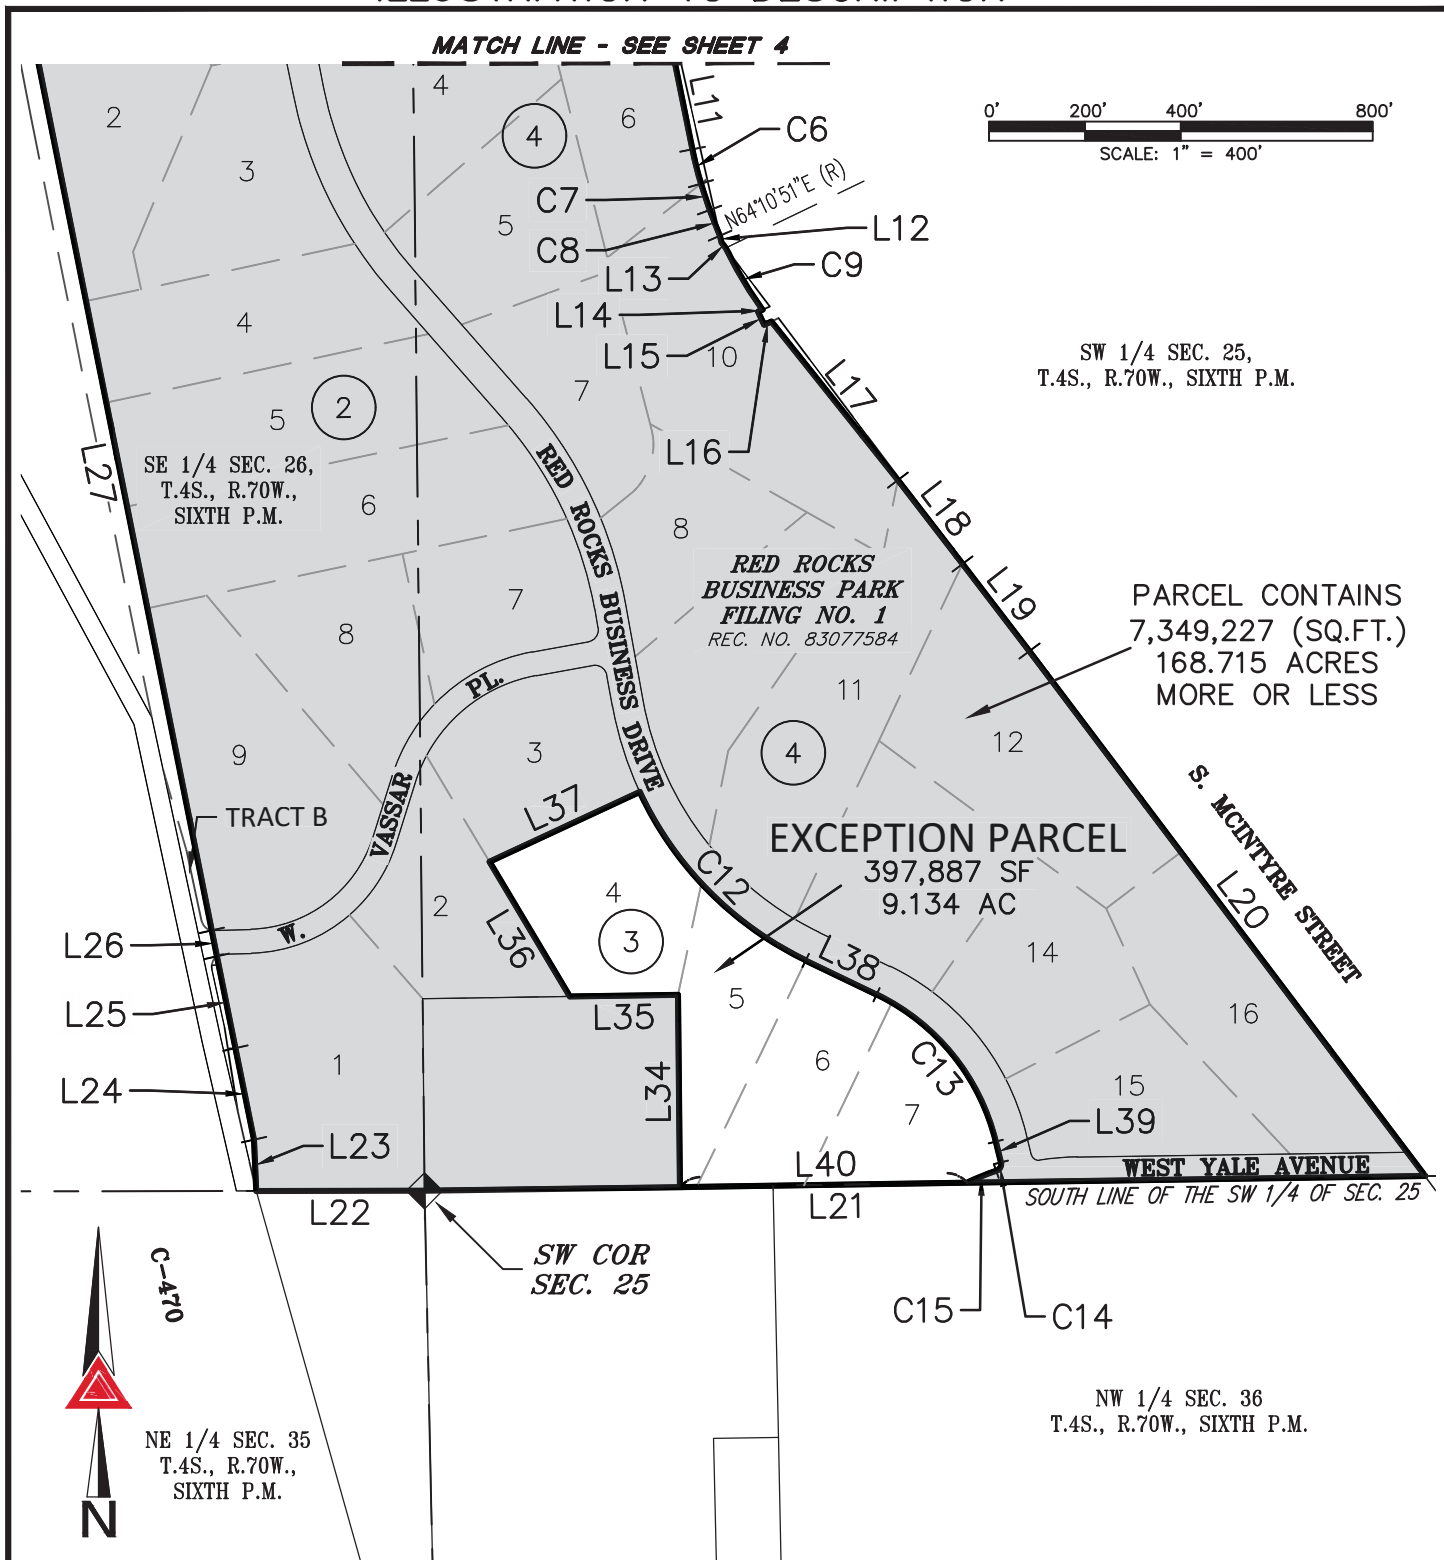 MATCH LINE - SEE SHEET 4
0' 200' 400' 800'
SCALE: 1" = 400'
L11
C6
C7
N64°10'51"E (R)
C8
L12
L13
C9
L14
L15
L16
L17
2
3
4
4
6
5
4
7
10
SW 1/4 SEC. 25,
T.4S., R.70W., SIXTH P.M.
5
2
L27
SE 1/4 SEC. 26,
T.4S., R.70W.,
SIXTH P.M.
6
RED ROCKS BUSINESS DRIVE
8
L18
L19
RED ROCKS
BUSINESS PARK
FILING NO. 1
REC. NO. 83077584
PARCEL CONTAINS
7,349,227 (SQ.FT.)
168.715 ACRES
MORE OR LESS
7
8
11
12
4
9
3
W. VASSAR PL.
TRACT B
L37
EXCEPTION PARCEL
397,887 SF
9.134 AC
C12
S. MCINTYRE STREET
L20
2
4
3
L36
L38
14
L26
L25
L24
L35
5
6
7
16
1
L34
C13
15
L23
L39
L40
WEST YALE AVENUE
L22
L21
SOUTH LINE OF THE SW 1/4 OF SEC. 25
SW COR
SEC. 25
C-470
C15
C14
NE 1/4 SEC. 35
T.4S., R.70W.,
SIXTH P.M.
NW 1/4 SEC. 36
T.4S., R.70W., SIXTH P.M.
N